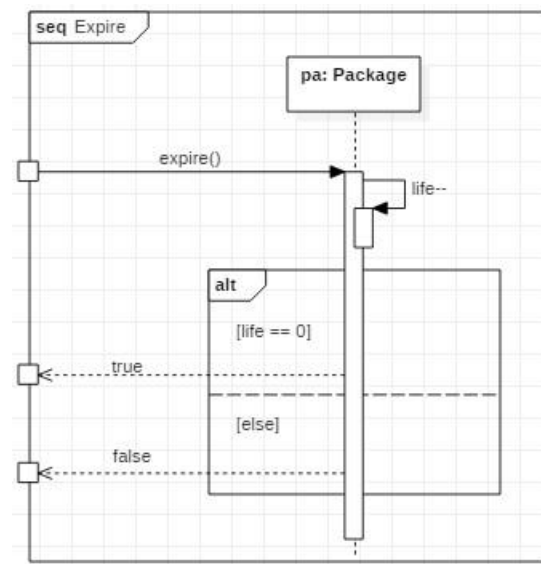 seq Expire
pa: Package
expire()
life--
alt
[life == 0]
true
[else]
false